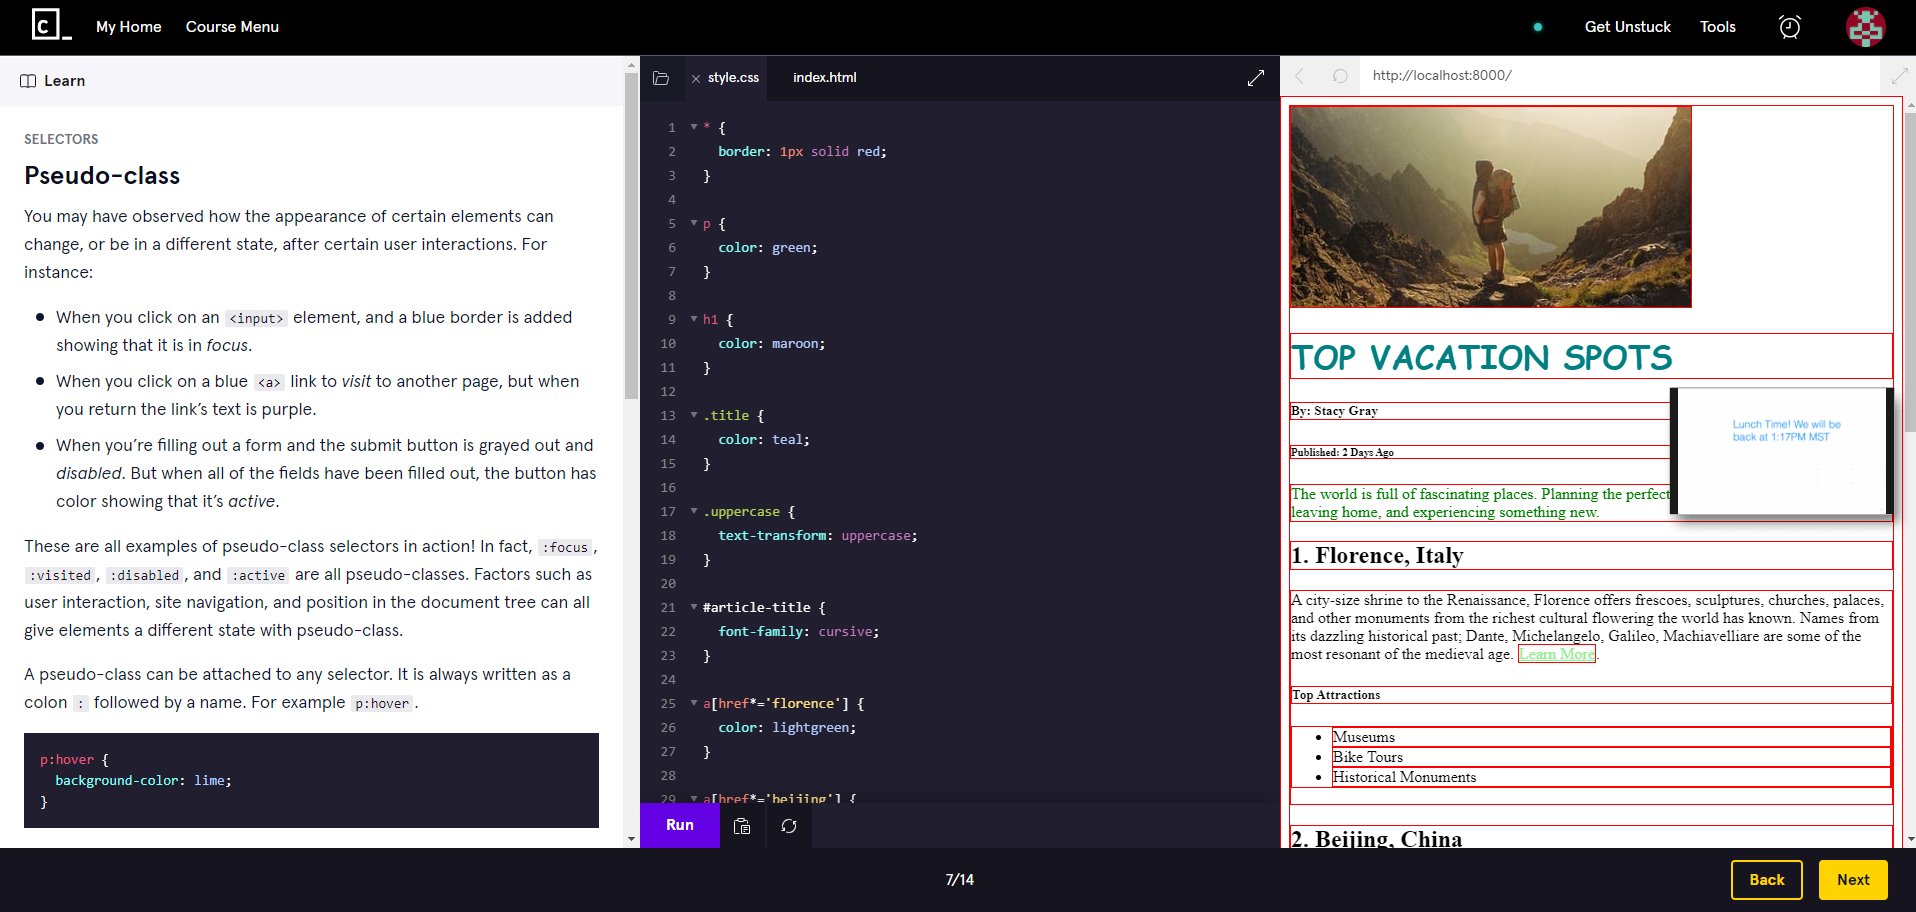 C_
My Home Course Menu Get Unstuck Tools
Learn
SELECTORS
Pseudo-class
You may have observed how the appearance of certain elements can
change, or be in a different state, after certain user interactions. For
instance:
When you click on an <input> element, and a blue border is added
showing that it is in focus.
When you click on a blue <a> link to visit to another page, but when
you return the link’s text is purple.
When you’re filling out a form and the submit button is grayed out and
disabled. But when all of the fields have been filled out, the button has
color showing that it’s active.
These are all examples of pseudo-class selectors in action! In fact, :focus,
:visited, :disabled, and :active are all pseudo-classes. Factors such as
user interaction, site navigation, and position in the document tree can all
give elements a different state with pseudo-class.
A pseudo-class can be attached to any selector. It is always written as a
colon : followed by a name. For example p:hover.
p:hover {
background-color: lime;
}
style.css index.html
1 * {
2 border: 1px solid red;
3 }
4
5 p {
6 color: green;
7 }
8
9 h1 {
10 color: maroon;
11 }
12
13 .title {
14 color: teal;
15 }
16
17 .uppercase {
18 text-transform: uppercase;
19 }
20
21 #article-title {
22 font-family: cursive;
23 }
24
25 a[href*='florence'] {
26 color: lightgreen;
27 }
28
29 a[href*='beijing'] {
Run
http://localhost:8000/
TOP VACATION SPOTS
By: Stacy Gray
Published: 2 Days Ago
Lunch Time! We will be
back at 1:17PM MST
The world is full of fascinating places. Planning the perfect
leaving home, and experiencing something new.
1. Florence, Italy
A city-size shrine to the Renaissance, Florence offers frescoes, sculptures, churches, palaces,
and other monuments from the richest cultural flowering the world has known. Names from
its dazzling historical past; Dante, Michelangelo, Galileo, Machiavelliare are some of the
most resonant of the medieval age. Learn More.
Top Attractions
Museums
Bike Tours
Historical Monuments
2. Beijing, China
7/14
Back Next